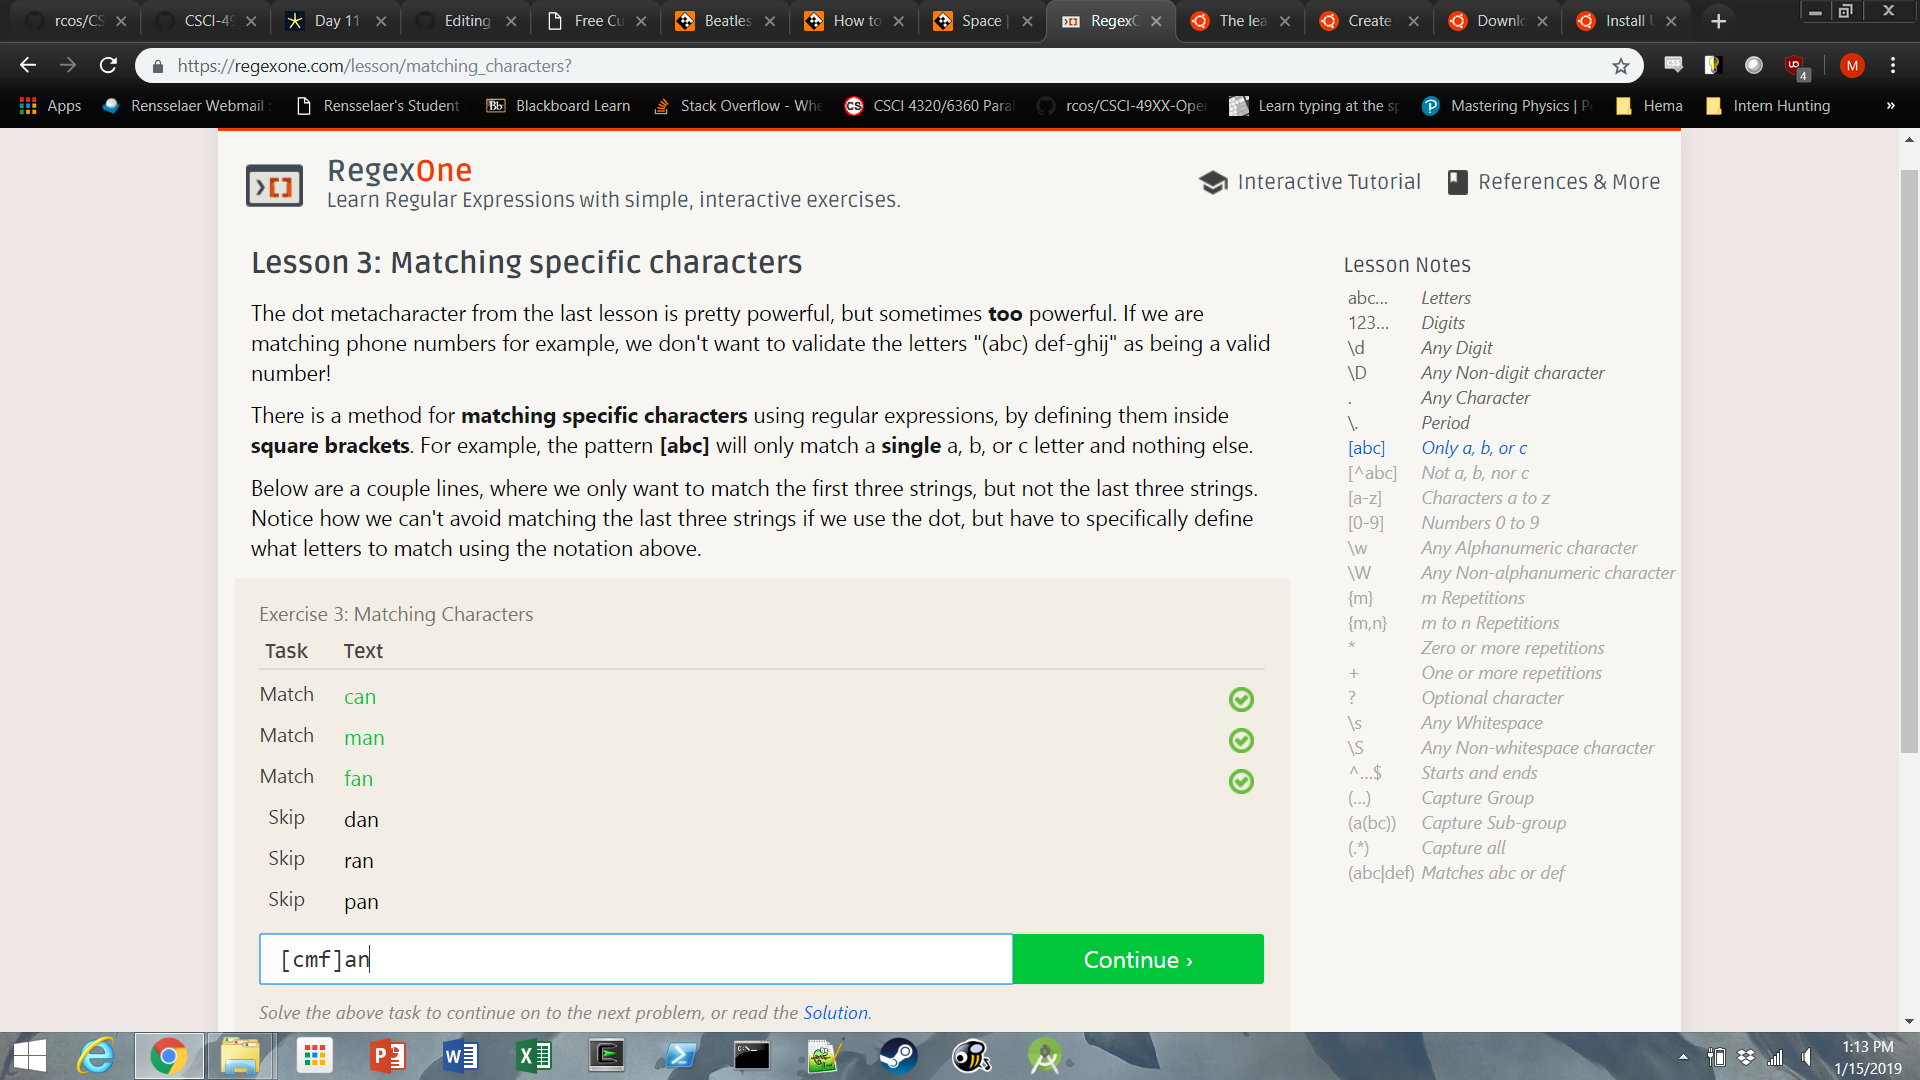 rcos/CS
CSCI-49
Day 11
Editing
Free Cu
Beatles
How to
Space |
RegexO
The lea
Create
Downlo
Install U
https://regexone.com/lesson/matching_characters?
4
M
Apps
Rensselaer Webmail :
Rensselaer's Student
Bb Blackboard Learn
Stack Overflow - Whe
CS CSCI 4320/6360 Paral
rcos/CSCI-49XX-Oper
Learn typing at the sp
Mastering Physics | P
Hema
Intern Hunting
»
RegexOne
Learn Regular Expressions with simple, interactive exercises.
Interactive Tutorial
References & More
Lesson 3: Matching specific characters
The dot metacharacter from the last lesson is pretty powerful, but sometimes too powerful. If we are
matching phone numbers for example, we don't want to validate the letters "(abc) def-ghij" as being a valid
number!
There is a method for matching specific characters using regular expressions, by defining them inside
square brackets. For example, the pattern [abc] will only match a single a, b, or c letter and nothing else.
Below are a couple lines, where we only want to match the first three strings, but not the last three strings.
Notice how we can't avoid matching the last three strings if we use the dot, but have to specifically define
what letters to match using the notation above.
Exercise 3: Matching Characters
Task Text
Match can
Match man
Match fan
Skip dan
Skip ran
Skip pan
[cmf]an
Continue ›
Solve the above task to continue on to the next problem, or read the Solution.
Lesson Notes
abc... Letters
123... Digits
\d Any Digit
\D Any Non-digit character
. Any Character
\. Period
[abc] Only a, b, or c
[^abc] Not a, b, nor c
[a-z] Characters a to z
[0-9] Numbers 0 to 9
\w Any Alphanumeric character
\W Any Non-alphanumeric character
{m} m Repetitions
{m,n} m to n Repetitions
* Zero or more repetitions
+ One or more repetitions
? Optional character
\s Any Whitespace
\S Any Non-whitespace character
^...$ Starts and ends
(...) Capture Group
(a(bc)) Capture Sub-group
(.*) Capture all
(abc|def) Matches abc or def
1:13 PM
1/15/2019